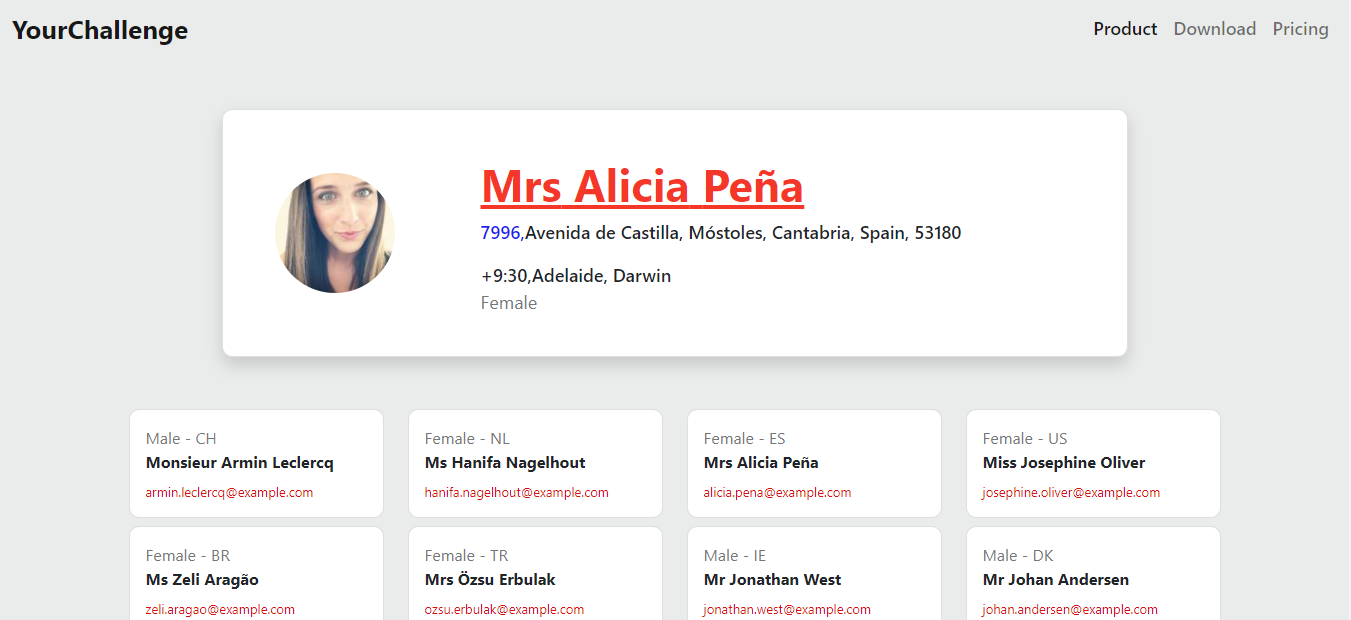 YourChallenge
Product Download Pricing
Mrs Alicia Peña
7996,Avenida de Castilla, Móstoles, Cantabria, Spain, 53180
+9:30,Adelaide, Darwin
Female
Male - CH
Monsieur Armin Leclercq
armin.leclercq@example.com
Female - NL
Ms Hanifa Nagelhout
hanifa.nagelhout@example.com
Female - ES
Mrs Alicia Peña
alicia.pena@example.com
Female - US
Miss Josephine Oliver
josephine.oliver@example.com
Female - BR
Ms Zeli Aragão
zeli.aragao@example.com
Female - TR
Mrs Özsu Erbulak
ozsu.erbulak@example.com
Male - IE
Mr Jonathan West
jonathan.west@example.com
Male - DK
Mr Johan Andersen
johan.andersen@example.com